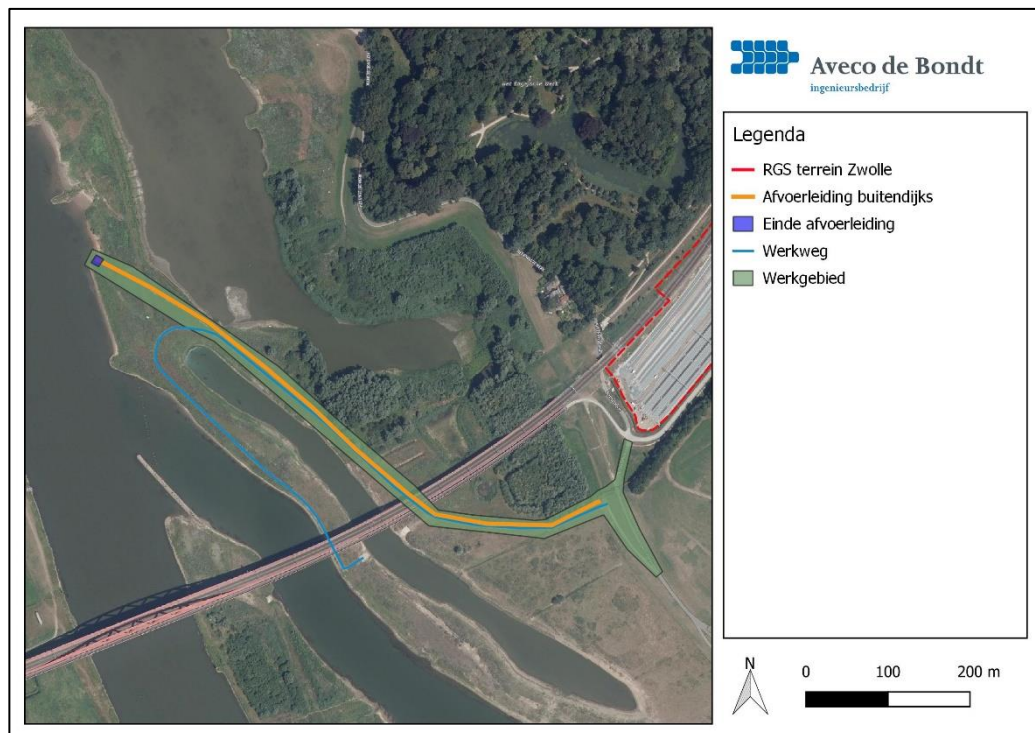 Aveco de Bondt
ingenieursbedrijf
Legenda
RGS terrein Zwolle
Afvoerleiding buitendijks
Einde afvoerleiding
Werkweg
Werkgebied
N
0 100 200 m